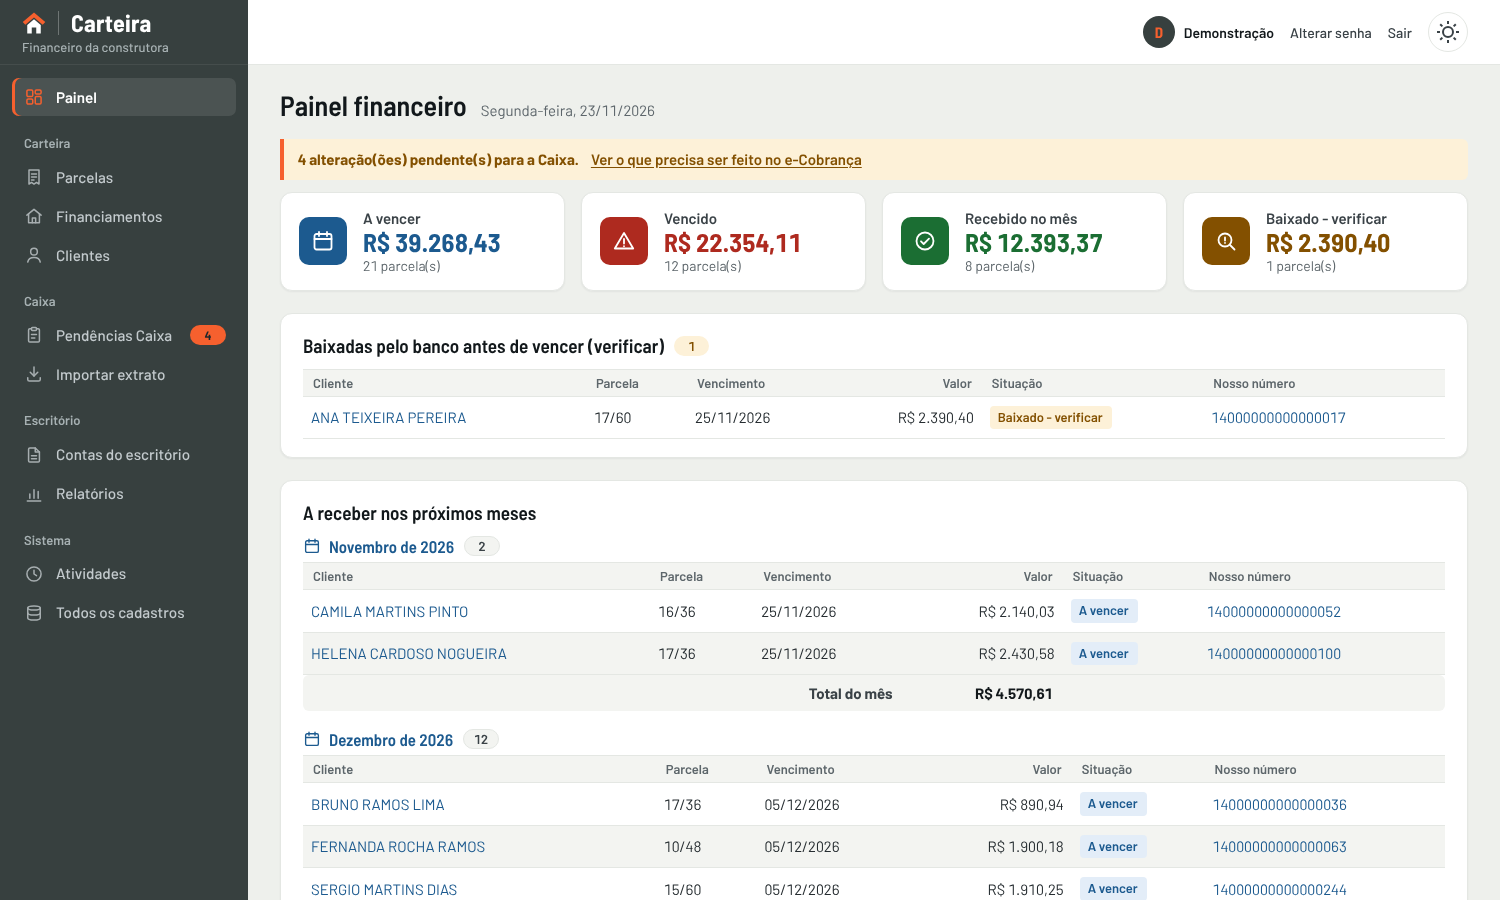 Carteira
Financeiro da construtora
D Demonstração Alterar senha Sair
Painel
Carteira
Parcelas
Financiamentos
Clientes
Caixa
Pendências Caixa 4
Importar extrato
Escritório
Contas do escritório
Relatórios
Sistema
Atividades
Todos os cadastros
Painel financeiro Segunda-feira, 23/11/2026
4 alteração(ões) pendente(s) para a Caixa. Ver o que precisa ser feito no e-Cobrança
A vencer
R$ 39.268,43
21 parcela(s)
Vencido
R$ 22.354,11
12 parcela(s)
Recebido no mês
R$ 12.393,37
8 parcela(s)
Baixado - verificar
R$ 2.390,40
1 parcela(s)
Baixadas pelo banco antes de vencer (verificar) 1
Cliente Parcela Vencimento Valor Situação Nosso número
ANA TEIXEIRA PEREIRA 17/60 25/11/2026 R$ 2.390,40 Baixado - verificar 14000000000000017
A receber nos próximos meses
Novembro de 2026 2
Cliente Parcela Vencimento Valor Situação Nosso número
CAMILA MARTINS PINTO 16/36 25/11/2026 R$ 2.140,03 A vencer 14000000000000052
HELENA CARDOSO NOGUEIRA 17/36 25/11/2026 R$ 2.430,58 A vencer 14000000000000100
Total do mês R$ 4.570,61
Dezembro de 2026 12
Cliente Parcela Vencimento Valor Situação Nosso número
BRUNO RAMOS LIMA 17/36 05/12/2026 R$ 890,94 A vencer 14000000000000036
FERNANDA ROCHA RAMOS 10/48 05/12/2026 R$ 1.900,18 A vencer 14000000000000063
SERGIO MARTINS DIAS 15/60 05/12/2026 R$ 1.910,25 A vencer 14000000000000244